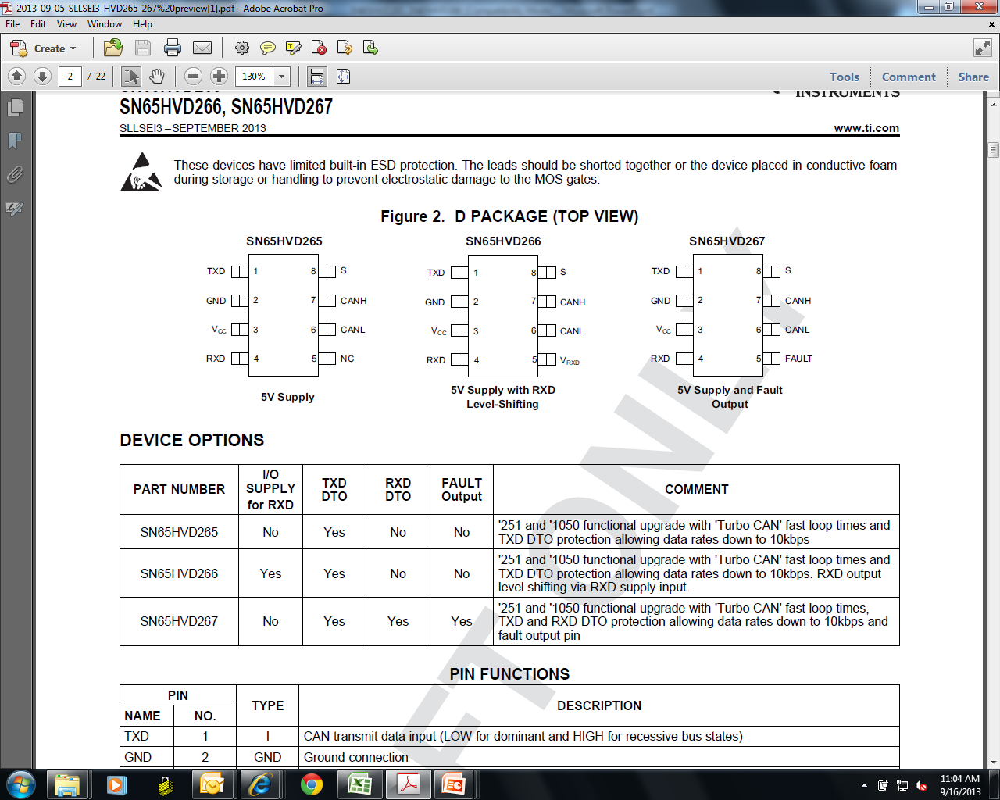 2013-09-05_SLLSEI3_HVD265-267%20preview[1].pdf - Adobe Acrobat Pro
File Edit View Window Help
Create
2 / 22 130% Tools Comment Share
INSTRUMENTS
SN65HVD266, SN65HVD267
SLLSEI3 –SEPTEMBER 2013 www.ti.com
These devices have limited built-in ESD protection. The leads should be shorted together or the device placed in conductive foam
during storage or handling to prevent electrostatic damage to the MOS gates.
Figure 2. D PACKAGE (TOP VIEW)
SN65HVD265
TXD 1 8 S
GND 2 7 CANH
VCC 3 6 CANL
RXD 4 5 NC
5V Supply
SN65HVD266
TXD 1 8 S
GND 2 7 CANH
VCC 3 6 CANL
RXD 4 5 VRXD
5V Supply with RXD
Level-Shifting
SN65HVD267
TXD 1 8 S
GND 2 7 CANH
VCC 3 6 CANL
RXD 4 5 FAULT
5V Supply and Fault
Output
DEVICE OPTIONS
PART NUMBER
I/O
SUPPLY
for RXD
TXD
DTO
RXD
DTO
FAULT
Output
COMMENT
SN65HVD265 No Yes No No
'251 and '1050 functional upgrade with 'Turbo CAN' fast loop times and
TXD DTO protection allowing data rates down to 10kbps
SN65HVD266 Yes Yes No No
'251 and '1050 functional upgrade with 'Turbo CAN' fast loop times and
TXD DTO protection allowing data rates down to 10kbps. RXD output
level shifting via RXD supply input.
SN65HVD267 No Yes Yes Yes
'251 and '1050 functional upgrade with 'Turbo CAN' fast loop times,
TXD and RXD DTO protection allowing data rates down to 10kbps and
fault output pin
PIN FUNCTIONS
PIN
NAME NO.
TYPE
DESCRIPTION
TXD 1 I CAN transmit data input (LOW for dominant and HIGH for recessive bus states)
GND 2 GND Ground connection
FT ONLY
11:04 AM
9/16/2013